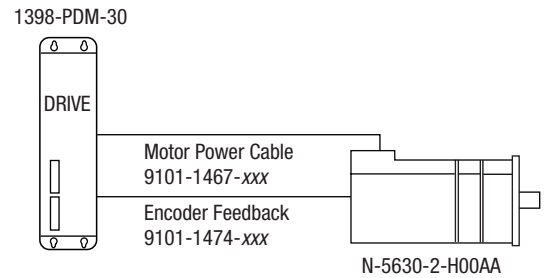 1398-PDM-30
DRIVE
Motor Power Cable
9101-1467-xxx
Encoder Feedback
9101-1474-xxx
N-5630-2-H00AA